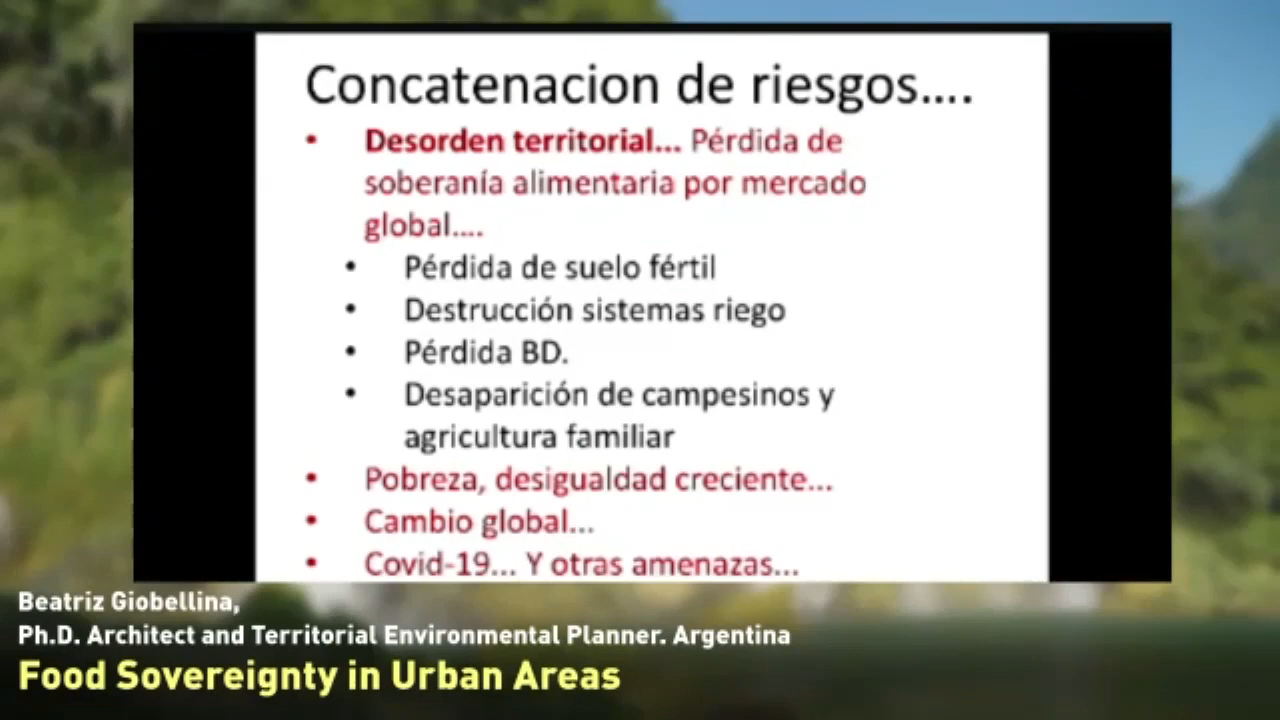 Concatenacion de riesgos....
• Desorden territorial... Pérdida de
soberanía alimentaria por mercado
global....
• Pérdida de suelo fértil
• Destrucción sistemas riego
• Pérdida BD.
• Desaparición de campesinos y
agricultura familiar
• Pobreza, desigualdad creciente...
• Cambio global...
• Covid-19... Y otras amenazas...
Beatriz Giobellina,
Ph.D. Architect and Territorial Environmental Planner. Argentina
Food Sovereignty in Urban Areas